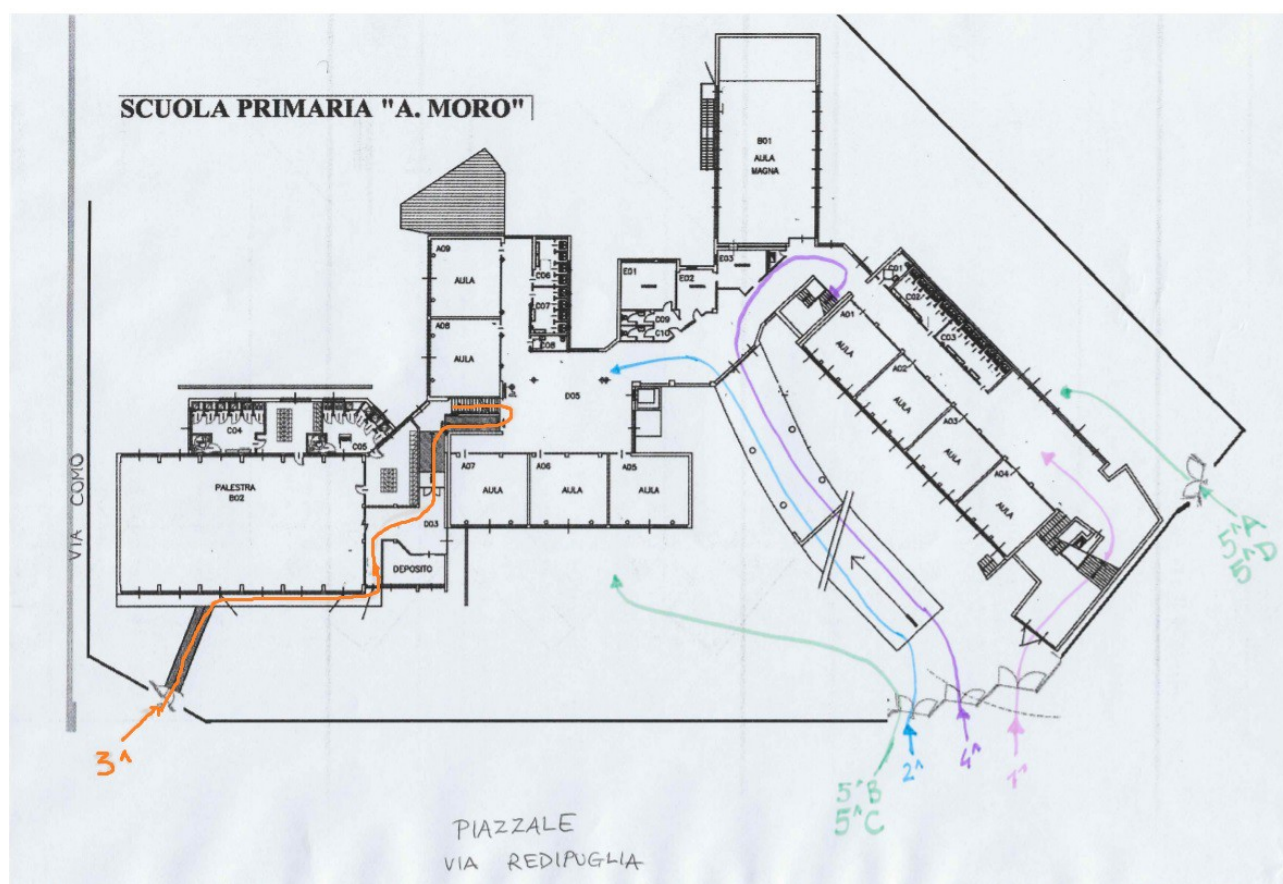 SCUOLA PRIMARIA "A. MORO"
B01
AULA
MAGNA
A09
AULA
C06
C07
C08
E01
E02
E03
C09
C10
C01
C02
C03
A01
AULA
A02
AULA
A03
AULA
A04
AULA
A08
AULA
D05
C04
C05
PALESTRA
B02
A07
AULA
A06
AULA
A05
AULA
D03
DEPOSITO
VIA COMO
5^A
5^D
3^
5^B
5^C
2^
4^
1^
PIAZZALE
VIA REDIPUGLIA